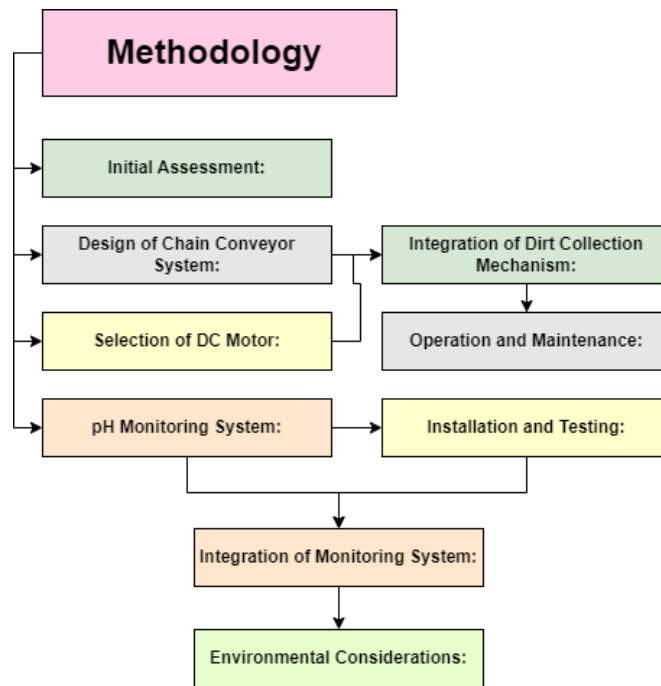 Methodology
Initial Assessment:
Design of Chain Conveyor
System:
Integration of Dirt Collection
Mechanism:
Selection of DC Motor:
Operation and Maintenance:
pH Monitoring System:
Installation and Testing:
Integration of Monitoring System:
Environmental Considerations: